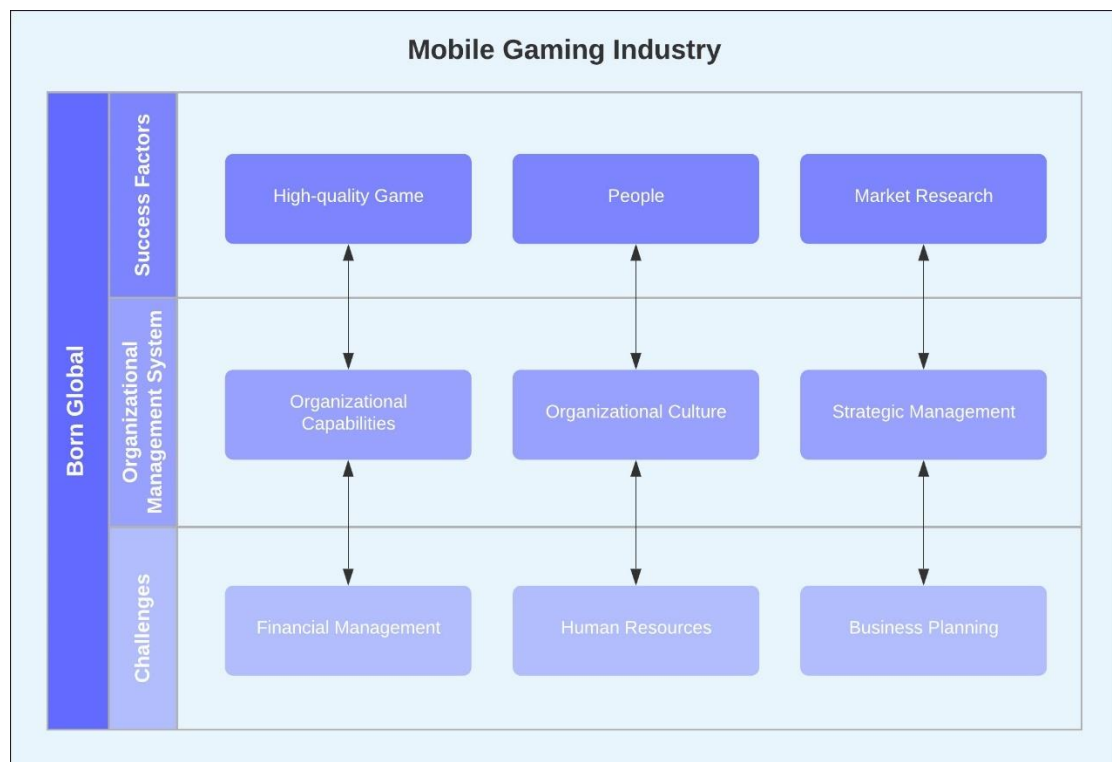 Mobile Gaming Industry
Born Global
Success Factors
High-quality Game
People
Market Research
Organizational
Management System
Organizational
Capabilities
Organizational Culture
Strategic Management
Challenges
Financial Management
Human Resources
Business Planning